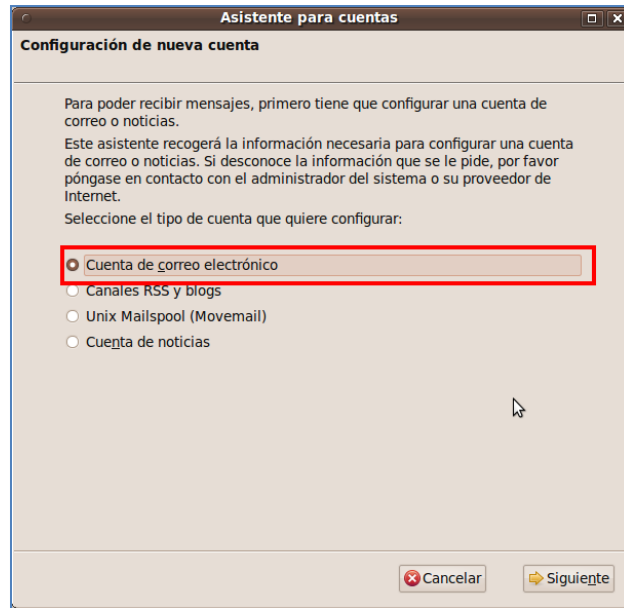 Asistente para cuentas
Configuración de nueva cuenta
Para poder recibir mensajes, primero tiene que configurar una cuenta de
correo o noticias.
Este asistente recogerá la información necesaria para configurar una cuenta
de correo o noticias. Si desconoce la información que se le pide, por favor
póngase en contacto con el administrador del sistema o su proveedor de
Internet.
Seleccione el tipo de cuenta que quiere configurar:
Cuenta de correo electrónico
Canales RSS y blogs
Unix Mailspool (Movemail)
Cuenta de noticias
Cancelar
Siguiente